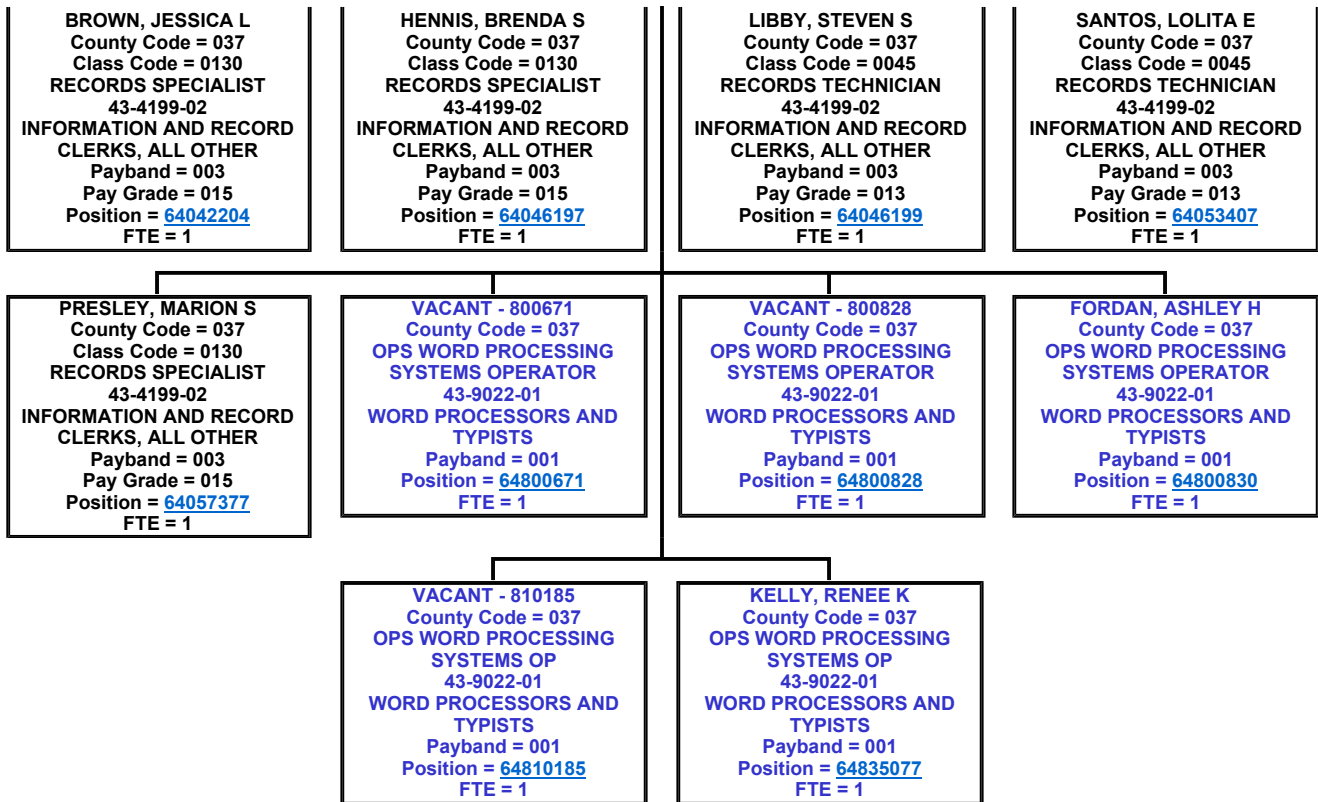 BROWN, JESSICA L
County Code = 037
Class Code = 0130
RECORDS SPECIALIST
43-4199-02
INFORMATION AND RECORD
CLERKS, ALL OTHER
Payband = 003
Pay Grade = 015
Position = 64042204
FTE = 1
HENNIS, BRENDA S
County Code = 037
Class Code = 0130
RECORDS SPECIALIST
43-4199-02
INFORMATION AND RECORD
CLERKS, ALL OTHER
Payband = 003
Pay Grade = 015
Position = 64046197
FTE = 1
LIBBY, STEVEN S
County Code = 037
Class Code = 0045
RECORDS TECHNICIAN
43-4199-02
INFORMATION AND RECORD
CLERKS, ALL OTHER
Payband = 003
Pay Grade = 013
Position = 64046199
FTE = 1
SANTOS, LOLITA E
County Code = 037
Class Code = 0045
RECORDS TECHNICIAN
43-4199-02
INFORMATION AND RECORD
CLERKS, ALL OTHER
Payband = 003
Pay Grade = 013
Position = 64053407
FTE = 1
PRESLEY, MARION S
County Code = 037
Class Code = 0130
RECORDS SPECIALIST
43-4199-02
INFORMATION AND RECORD
CLERKS, ALL OTHER
Payband = 003
Pay Grade = 015
Position = 64057377
FTE = 1
VACANT - 800671
County Code = 037
OPS WORD PROCESSING
SYSTEMS OPERATOR
43-9022-01
WORD PROCESSORS AND
TYPISTS
Payband = 001
Position = 64800671
FTE = 1
VACANT - 800828
County Code = 037
OPS WORD PROCESSING
SYSTEMS OPERATOR
43-9022-01
WORD PROCESSORS AND
TYPISTS
Payband = 001
Position = 64800828
FTE = 1
FORDAN, ASHLEY H
County Code = 037
OPS WORD PROCESSING
SYSTEMS OPERATOR
43-9022-01
WORD PROCESSORS AND
TYPISTS
Payband = 001
Position = 64800830
FTE = 1
VACANT - 810185
County Code = 037
OPS WORD PROCESSING
SYSTEMS OP
43-9022-01
WORD PROCESSORS AND
TYPISTS
Payband = 001
Position = 64810185
FTE = 1
KELLY, RENEE K
County Code = 037
OPS WORD PROCESSING
SYSTEMS OP
43-9022-01
WORD PROCESSORS AND
TYPISTS
Payband = 001
Position = 64835077
FTE = 1